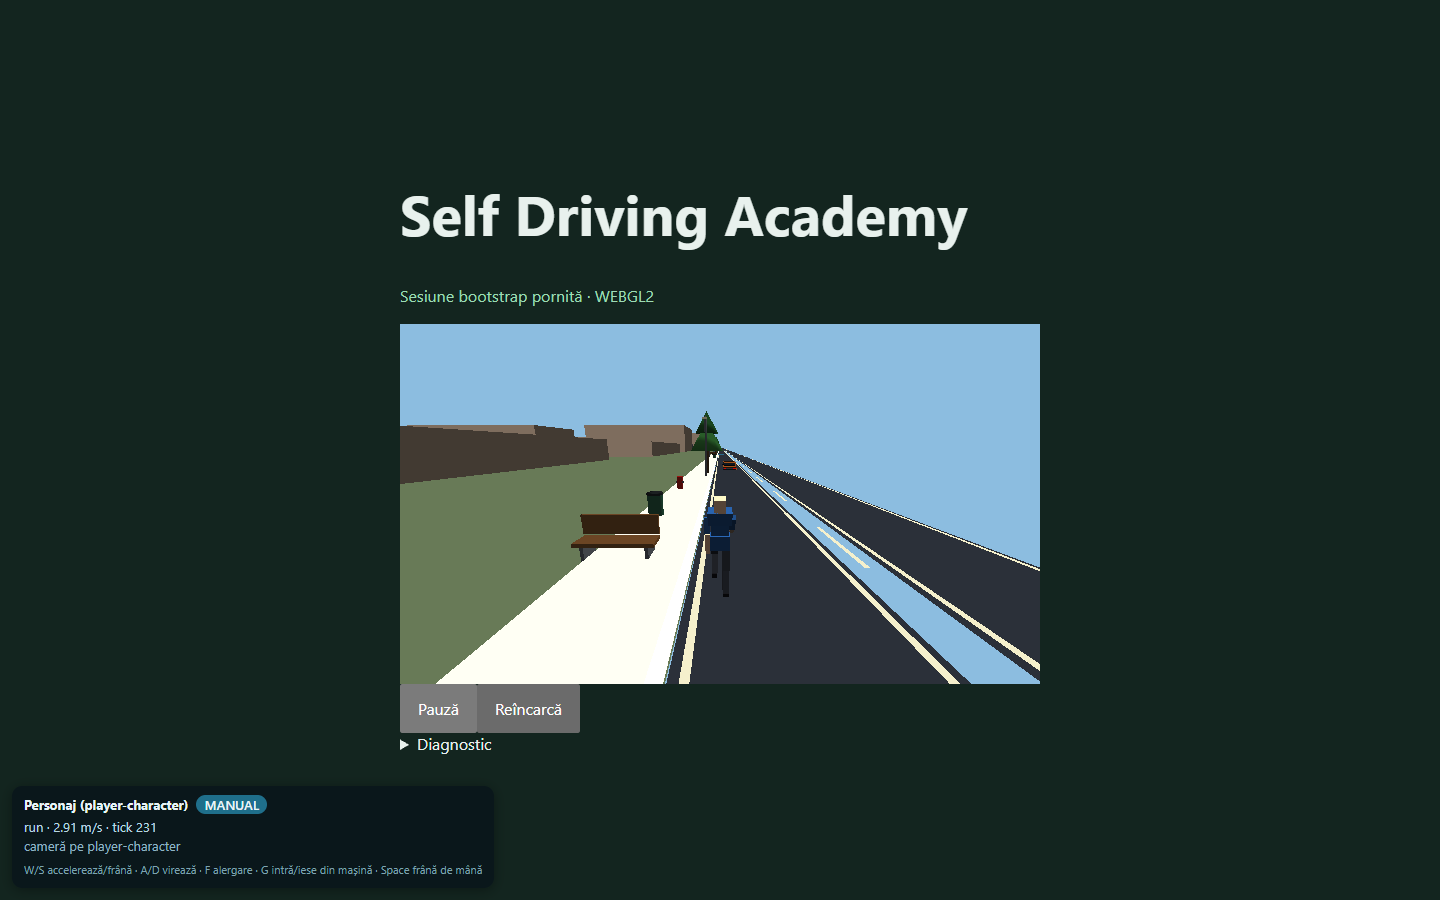 Self Driving Academy
Sesiune bootstrap pornită · WEBGL2
Pauză
Reîncarcă
Diagnostic
Personaj (player-character) MANUAL
run · 2.91 m/s · tick 231
cameră pe player-character
W/S accelerează/frână · A/D virează · F alergare · G intră/iese din mașină · Space frână de mână